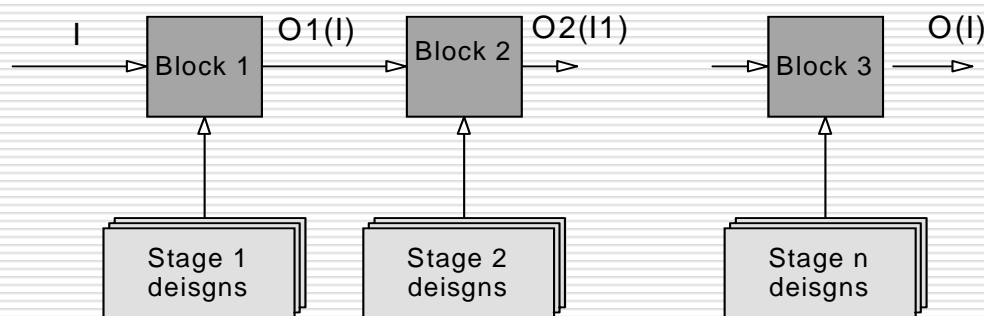 I
O1(I)
O2(I1)
O(I)
Block 1
Block 2
Block 3
Stage 1
deisgns
Stage 2
deisgns
Stage n
deisgns